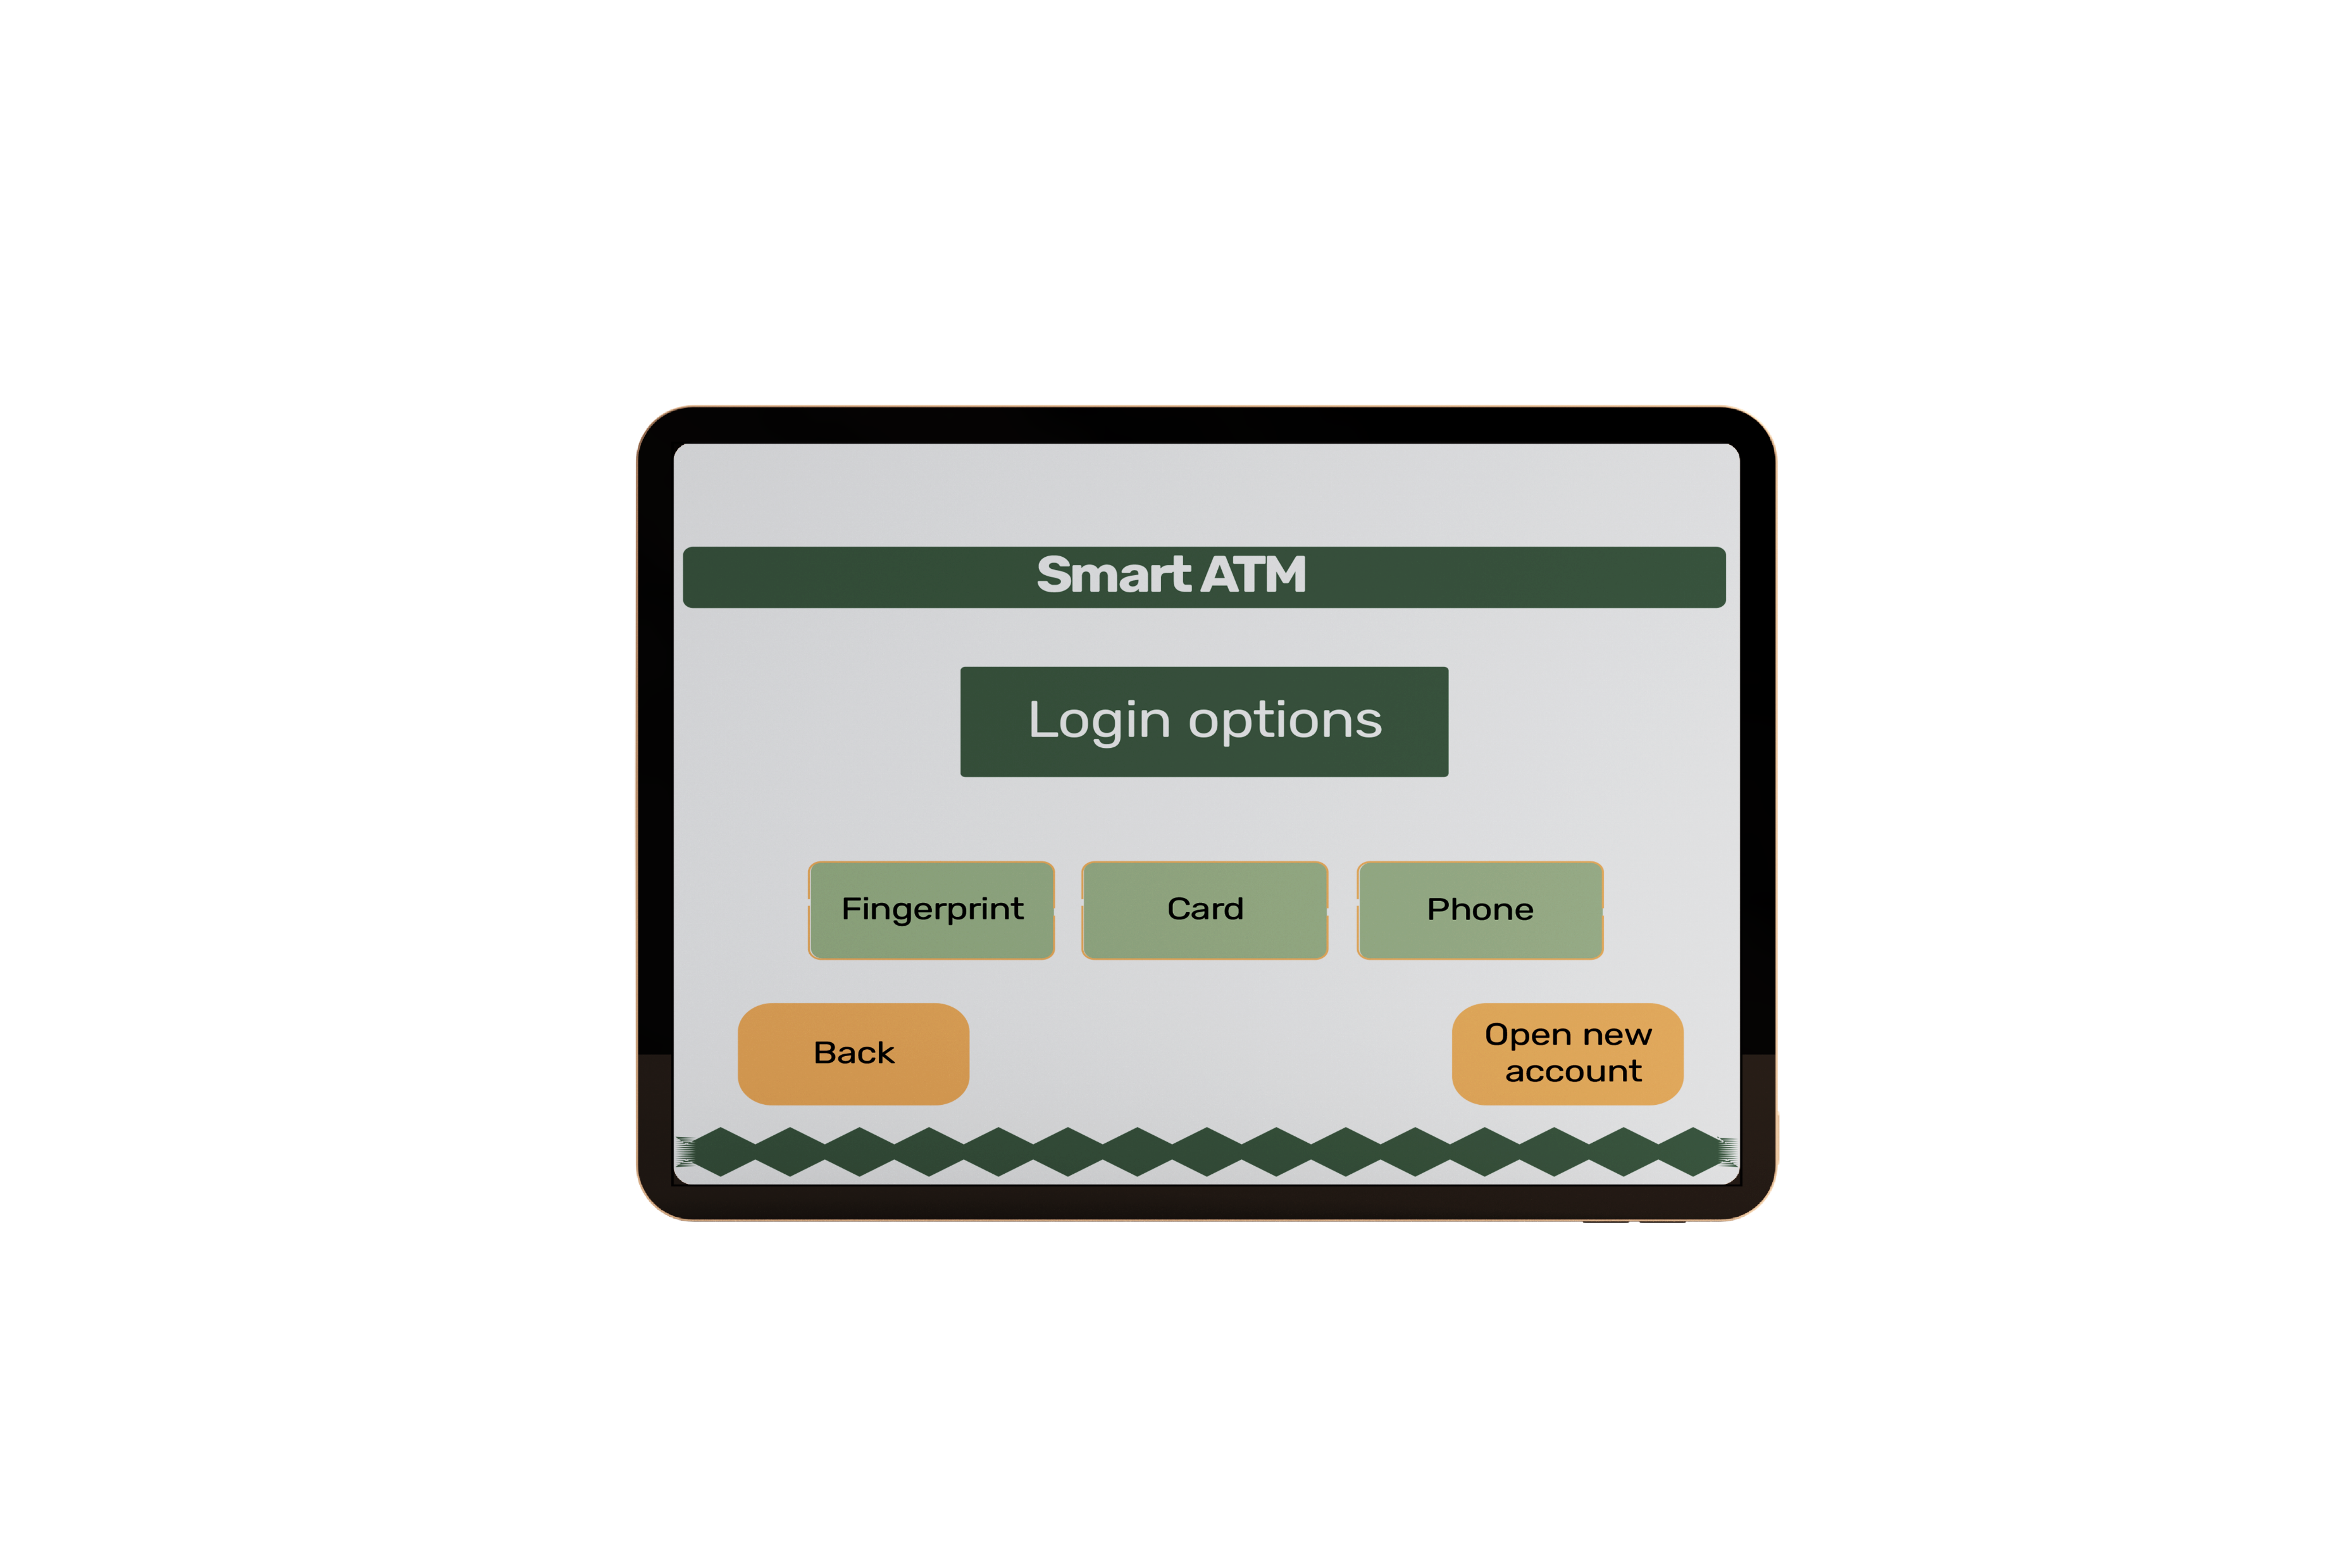 Smart ATM
Login options
Fingerprint
Card
Phone
Back
Open new
account